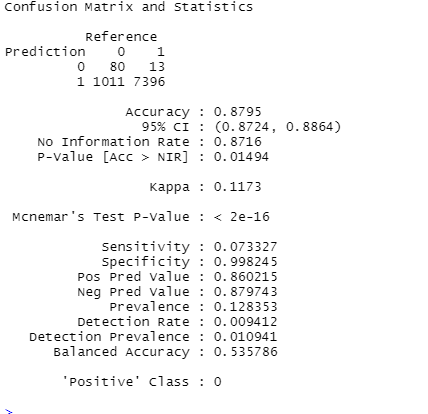 Confusion Matrix and Statistics
Reference
Prediction 0 1
0 80 13
1 1011 7396
Accuracy : 0.8795
95% CI : (0.8724, 0.8864)
No Information Rate : 0.8716
P-Value [Acc > NIR] : 0.01494
Kappa : 0.1173
Mcnemar's Test P-Value : < 2e-16
Sensitivity : 0.073327
Specificity : 0.998245
Pos Pred Value : 0.860215
Neg Pred Value : 0.879743
Prevalence : 0.128353
Detection Rate : 0.009412
Detection Prevalence : 0.010941
Balanced Accuracy : 0.535786
'Positive' Class : 0
>